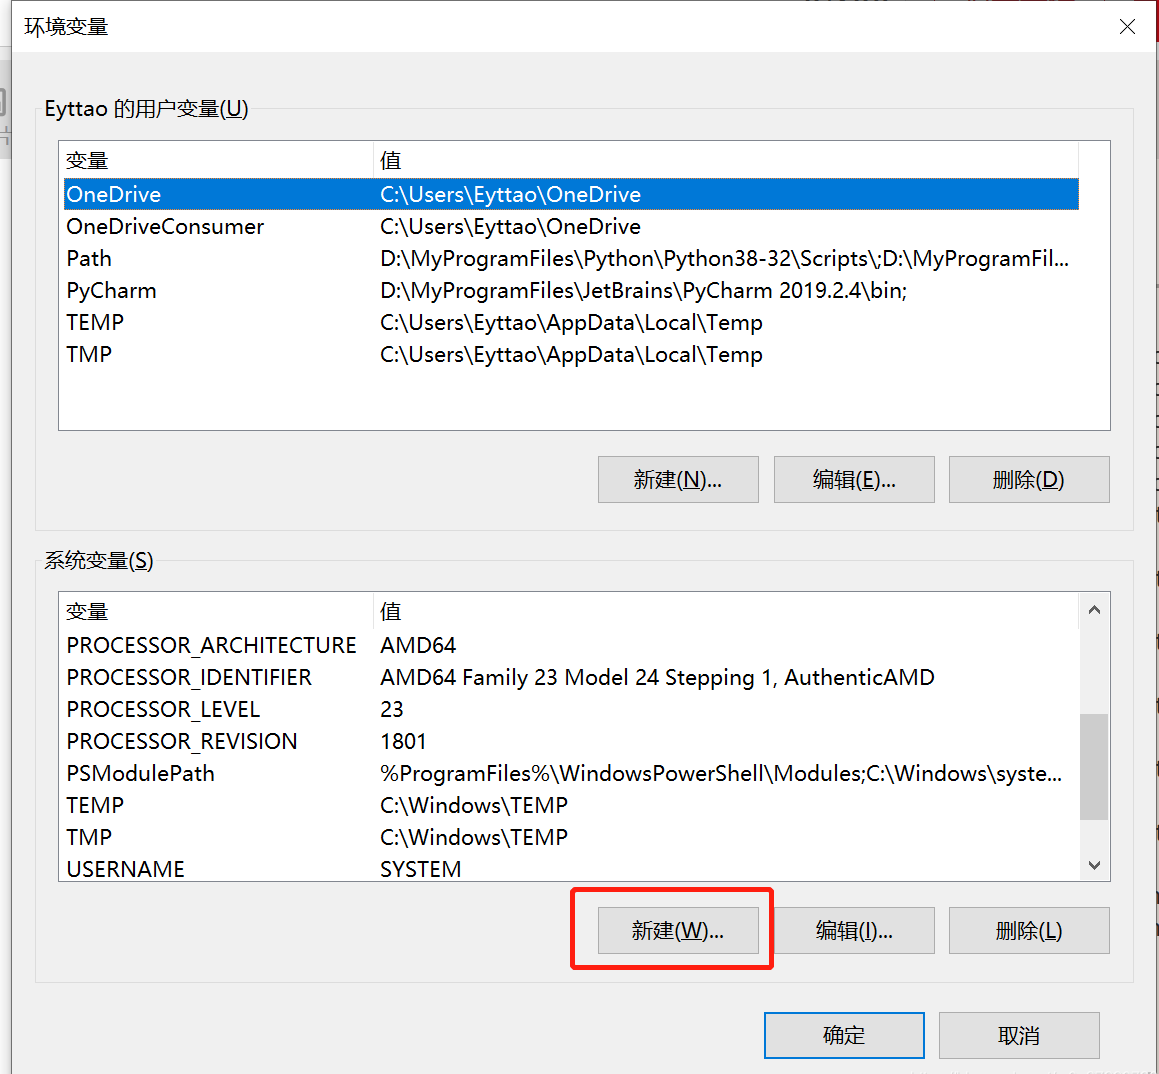 环境变量
Eyttao 的用户变量(U)
变量 值
OneDrive C:\Users\Eyttao\OneDrive
OneDriveConsumer C:\Users\Eyttao\OneDrive
Path D:\MyProgramFiles\Python\Python38-32\Scripts\;D:\MyProgramFil...
PyCharm D:\MyProgramFiles\JetBrains\PyCharm 2019.2.4\bin;
TEMP C:\Users\Eyttao\AppData\Local\Temp
TMP C:\Users\Eyttao\AppData\Local\Temp
新建(N)... 编辑(E)... 删除(D)
系统变量(S)
变量 值
PROCESSOR_ARCHITECTURE AMD64
PROCESSOR_IDENTIFIER AMD64 Family 23 Model 24 Stepping 1, AuthenticAMD
PROCESSOR_LEVEL 23
PROCESSOR_REVISION 1801
PSModulePath %ProgramFiles%\WindowsPowerShell\Modules;C:\Windows\syste...
TEMP C:\Windows\TEMP
TMP C:\Windows\TEMP
USERNAME SYSTEM
新建(W)... 编辑(I)... 删除(L)
确定 取消